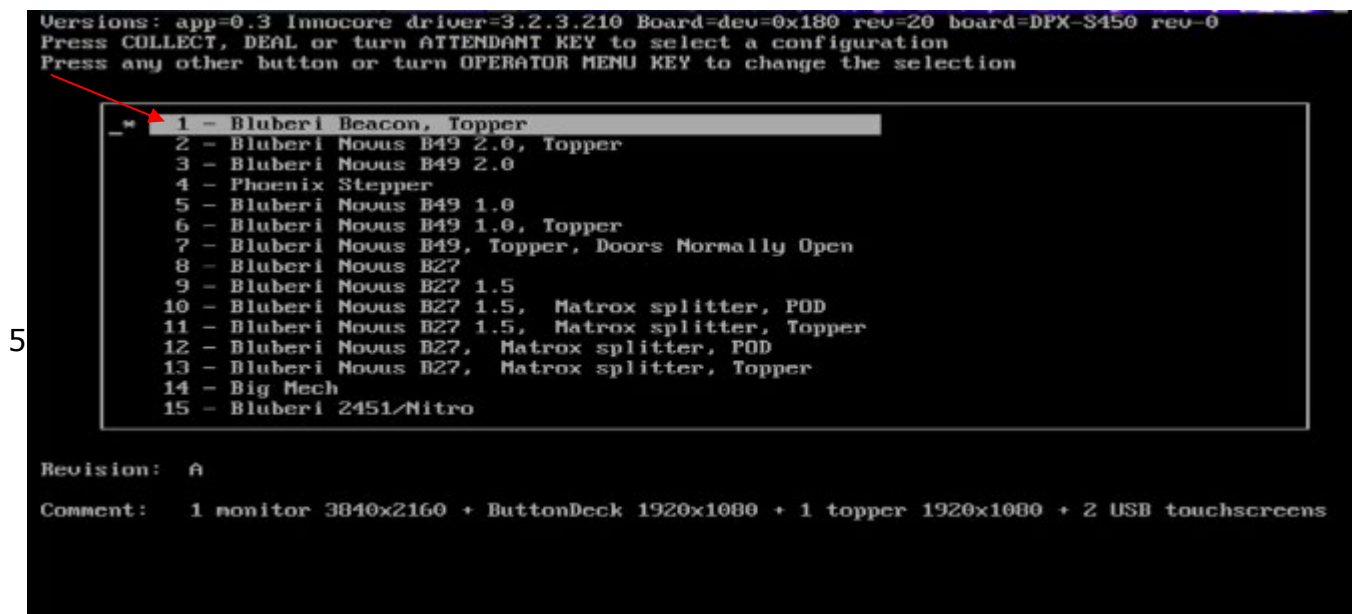 Versions: app=0.3 Innocore driver=3.2.3.210 Board=dev=0x180 rev=20 board=DPX-S450 rev-0
Press COLLECT, DEAL or turn ATTENDANT KEY to select a configuration
Press any other button or turn OPERATOR MENU KEY to change the selection
_* 1 - Bluberi Beacon, Topper
2 - Bluberi Novus B49 2.0, Topper
3 - Bluberi Novus B49 2.0
4 - Phoenix Stepper
5 - Bluberi Novus B49 1.0
6 - Bluberi Novus B49 1.0, Topper
7 - Bluberi Novus B49, Topper, Doors Normally Open
8 - Bluberi Novus B27
9 - Bluberi Novus B27 1.5
10 - Bluberi Novus B27 1.5,  Matrox splitter, POD
11 - Bluberi Novus B27 1.5,  Matrox splitter, Topper
5
12 - Bluberi Novus B27,  Matrox splitter, POD
13 - Bluberi Novus B27,  Matrox splitter, Topper
14 - Big Mech
15 - Bluberi 2451/Nitro
Revision: A
Comment: 1 monitor 3840x2160 + ButtonDeck 1920x1080 + 1 topper 1920x1080 + 2 USB touchscreens